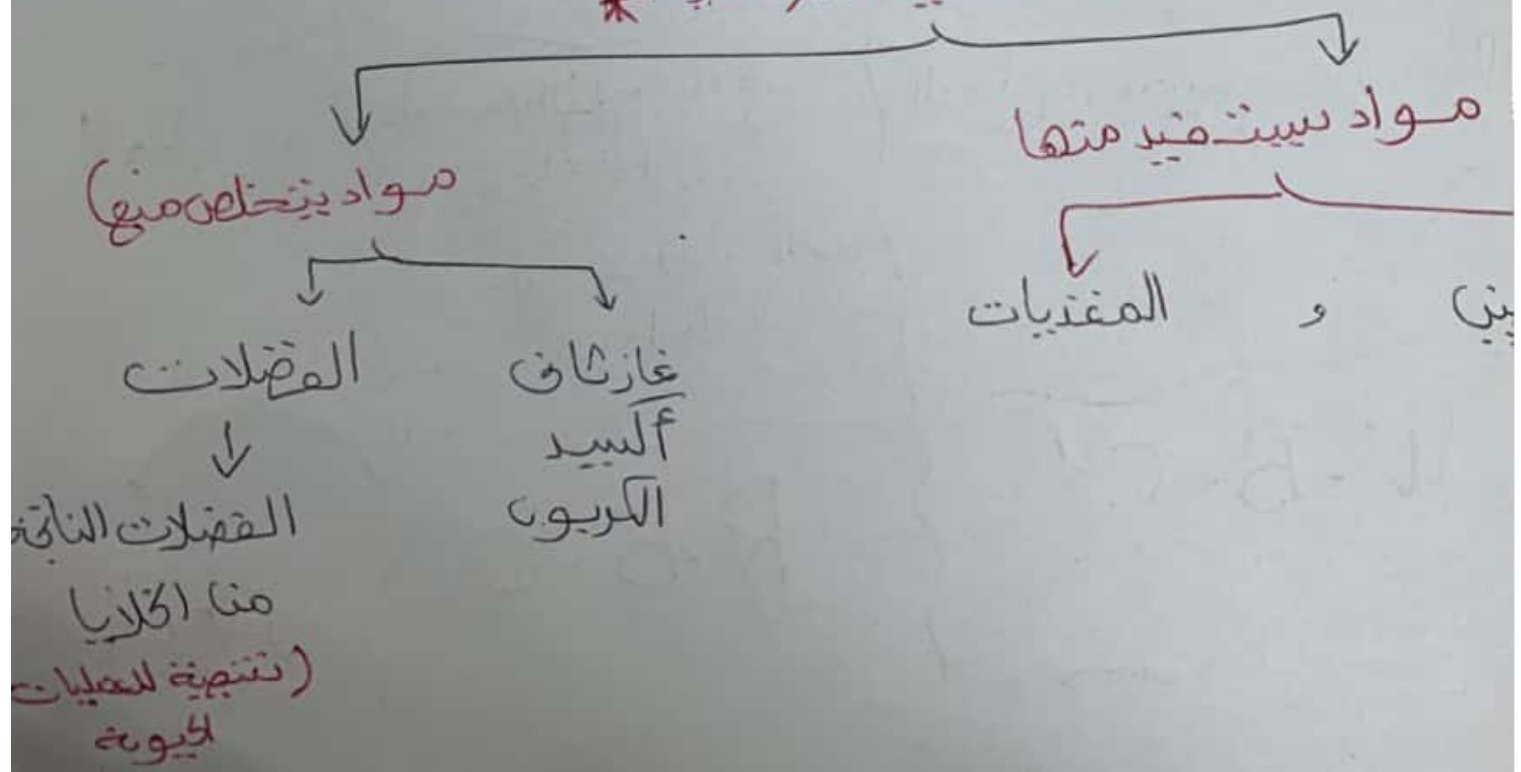 مواد يستفيد منها
مواد يتخلص منها
و المغذيات
غاز ثاني
أكسيد
الكربون
الفضلات
الفضلات الناتجة
من الخلايا
(نتيجة للعمليات
الحيوية